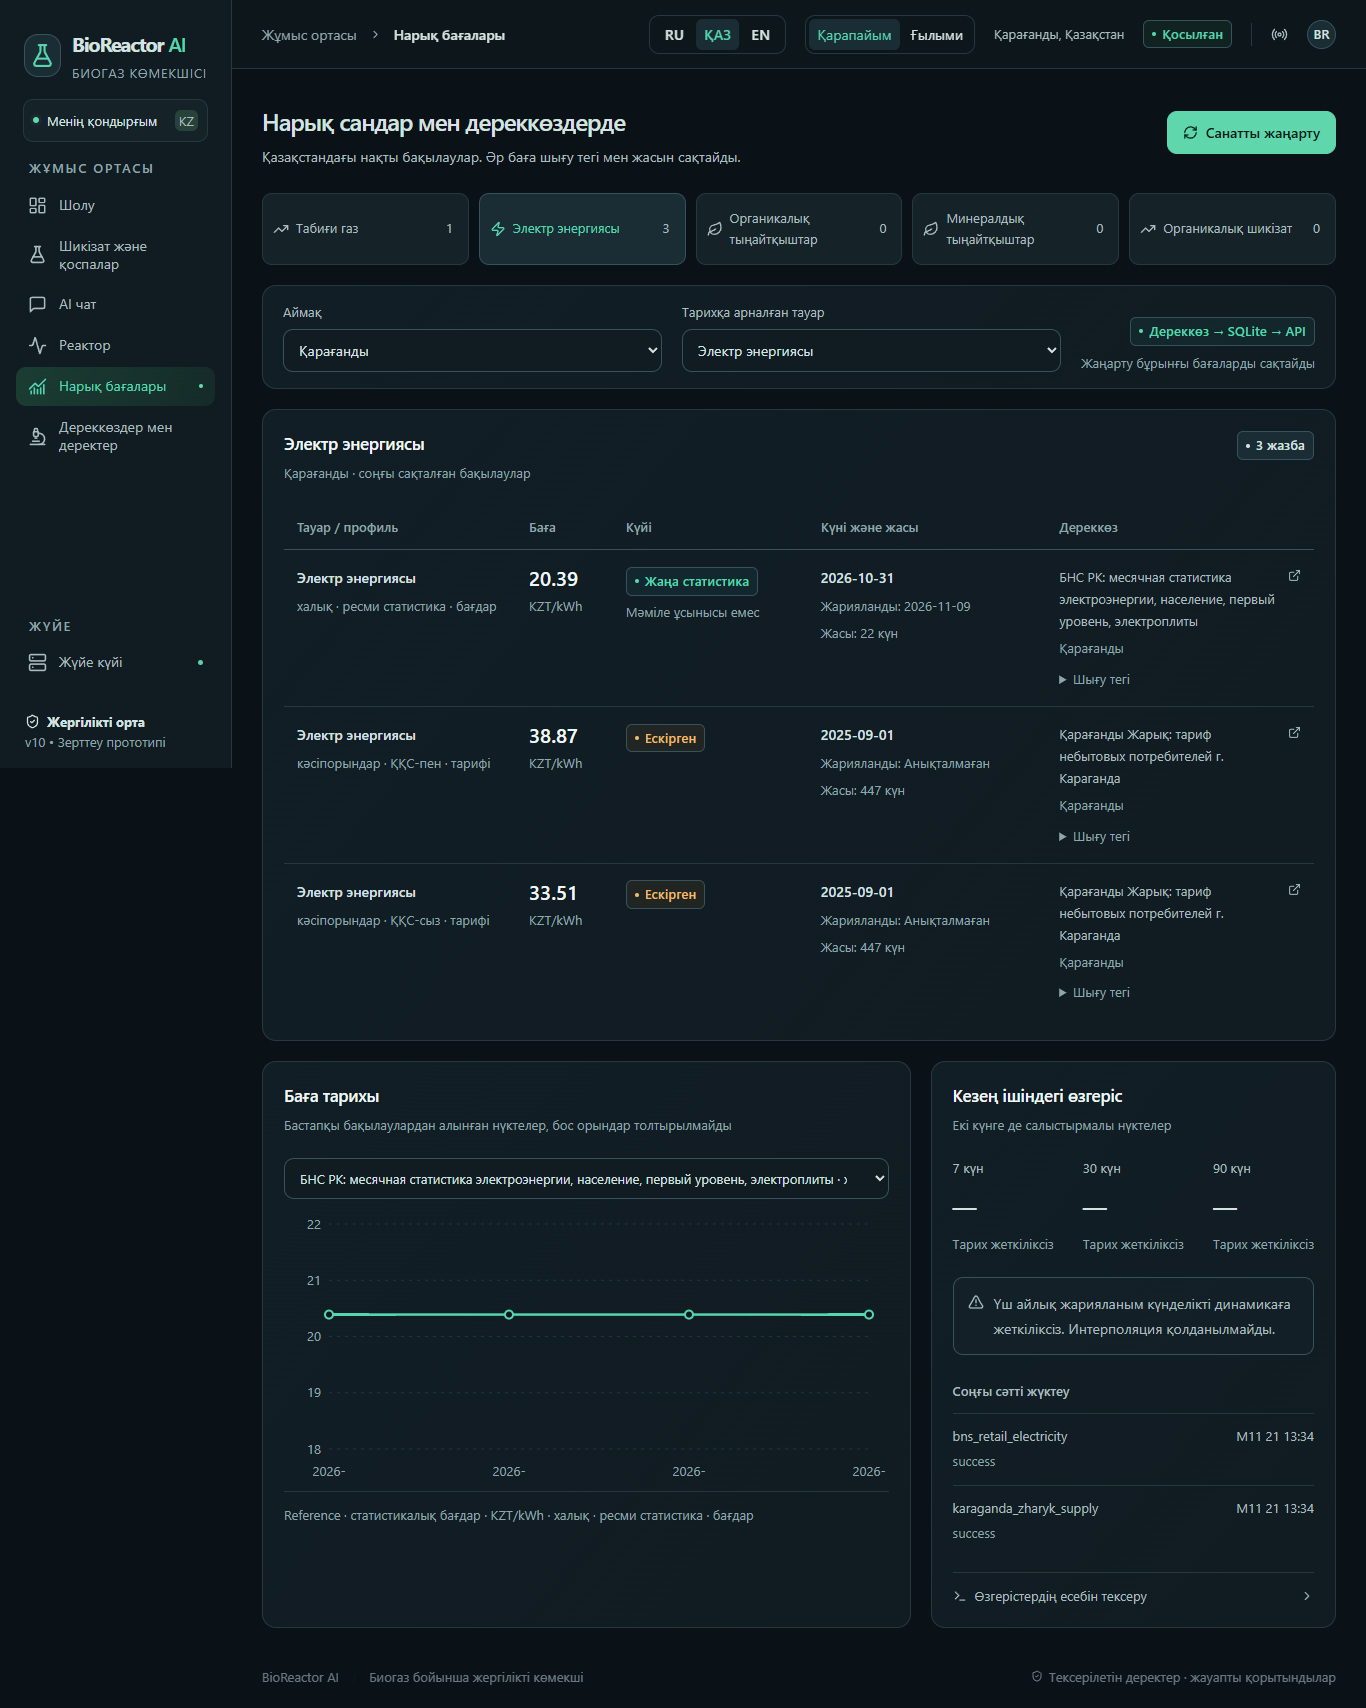 BioReactor AI
БИОГАЗ КӨМЕКШІСІ
Менің қондырғым KZ
ЖҰМЫС ОРТАСЫ
Шолу
Шикізат және
қоспалар
AI чат
Реактор
Нарық бағалары
Дереккөздер мен
деректер
ЖҮЙЕ
Жүйе күйі
Жергілікті орта
v10 • Зерттеу прототипі
Жұмыс ортасы > Нарық бағалары
RU ҚАЗ EN
Қарапайым Ғылыми
Қарағанды, Қазақстан
• Қосылған
BR
Нарық сандар мен дереккөздерде
Қазақстандағы нақты бақылаулар. Әр баға шығу тегі мен жасын сақтайды.
Санатты жаңарту
Табиғи газ 1
Электр энергиясы 3
Органикалық
тыңайтқыштар 0
Минералдық
тыңайтқыштар 0
Органикалық шикізат 0
Аймақ
Қарағанды
Тарихқа арналған тауар
Электр энергиясы
• Дереккөз → SQLite → API
Жаңарту бұрынғы бағаларды сақтайды
Электр энергиясы
Қарағанды · соңғы сақталған бақылаулар
• 3 жазба
Тауар / профиль Баға Күйі Күні және жасы Дереккөз
Электр энергиясы
халық · ресми статистика · бағдар
20.39
KZT/kWh
• Жаңа статистика
Мәміле ұсынысы емес
2026-10-31
Жарияланды: 2026-11-09
Жасы: 22 күн
БНС РК: месячная статистика
электроэнергии, население, первый
уровень, электроплиты
Қарағанды
▶ Шығу тегі
Электр энергиясы
кәсіпорындар · ҚҚС-пен · тарифі
38.87
KZT/kWh
• Ескірген
2025-09-01
Жарияланды: Анықталмаған
Жасы: 447 күн
Қарағанды Жарық: тариф
небытовых потребителей г.
Караганда
Қарағанды
▶ Шығу тегі
Электр энергиясы
кәсіпорындар · ҚҚС-сыз · тарифі
33.51
KZT/kWh
• Ескірген
2025-09-01
Жарияланды: Анықталмаған
Жасы: 447 күн
Қарағанды Жарық: тариф
небытовых потребителей г.
Караганда
Қарағанды
▶ Шығу тегі
Баға тарихы
Бастапқы бақылаулардан алынған нүктелер, бос орындар толтырылмайды
БНС РК: месячная статистика электроэнергии, население, первый уровень, электроплиты ·
22
21
20
19
18
2026- 2026- 2026- 2026-
Reference · статистикалық бағдар · KZT/kWh · халық · ресми статистика · бағдар
Кезең ішіндегі өзгеріс
Екі күнге де салыстырмалы нүктелер
7 күн 30 күн 90 күн
— — —
Тарих жеткіліксіз Тарих жеткіліксіз Тарих жеткіліксіз
Үш айлық жарияланым күнделікті динамикаға
жеткіліксіз. Интерполяция қолданылмайды.
Соңғы сәтті жүктеу
bns_retail_electricity M11 21 13:34
success
karaganda_zharyk_supply M11 21 13:34
success
Өзгерістердің есебін тексеру
BioReactor AI Биогаз бойынша жергілікті көмекші
Тексерілетін деректер · жауапты қорытындылар